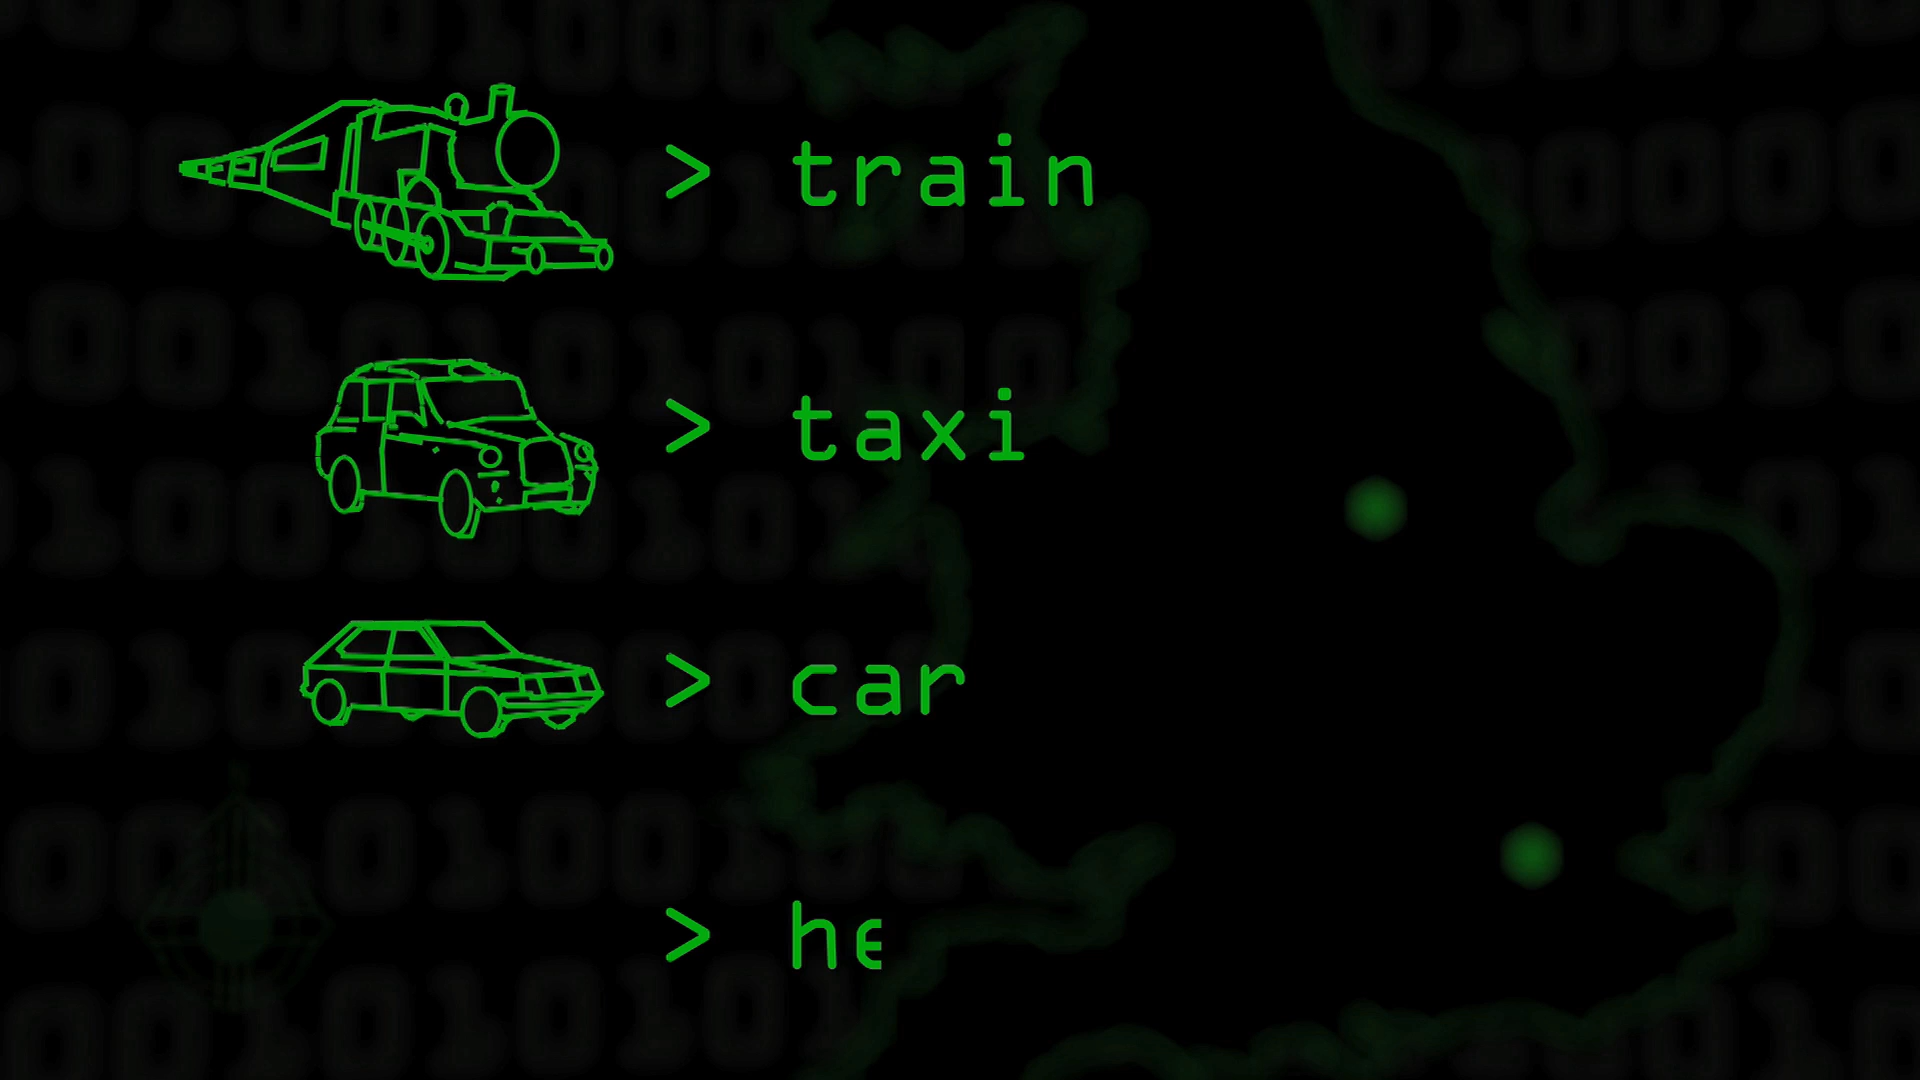 > train
> taxi
> car
> he